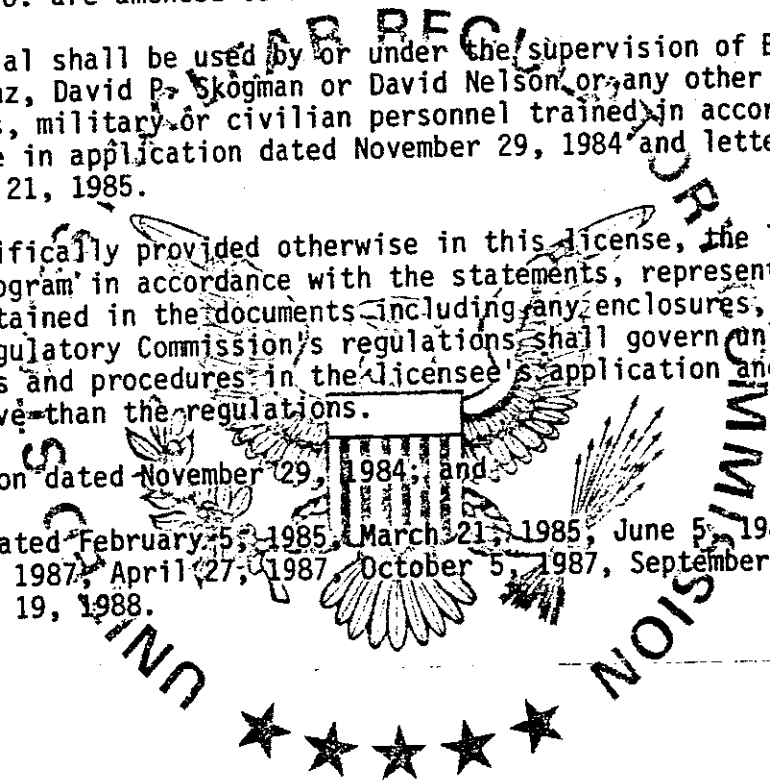 are amended to
al shall be used by or under the supervision of
az, David P. Skogman or David Nelson or any other
s, military or civilian personnel trained in accor
e in application dated November 29, 1984 and lette
21, 1985.
ifically provided otherwise in this license, the
ogram in accordance with the statements, represent
tained in the documents including any enclosures,
gulatory Commission's regulations shall govern un
s and procedures in the licensee's application and
ve than the regulations.
on dated November 29, 1984; and
ated February 5, 1985, March 21, 1985, June 5, 19
1987, April 27, 1987, October 5, 1987, September
19, 1988.